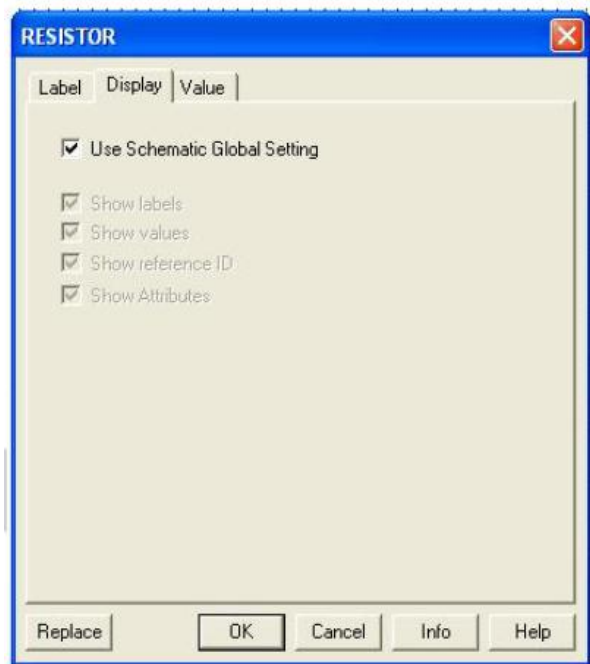 RESISTOR
Label Display Value
Use Schematic Global Setting
Show labels
Show values
Show reference ID
Show Attributes
Replace OK Cancel Info Help